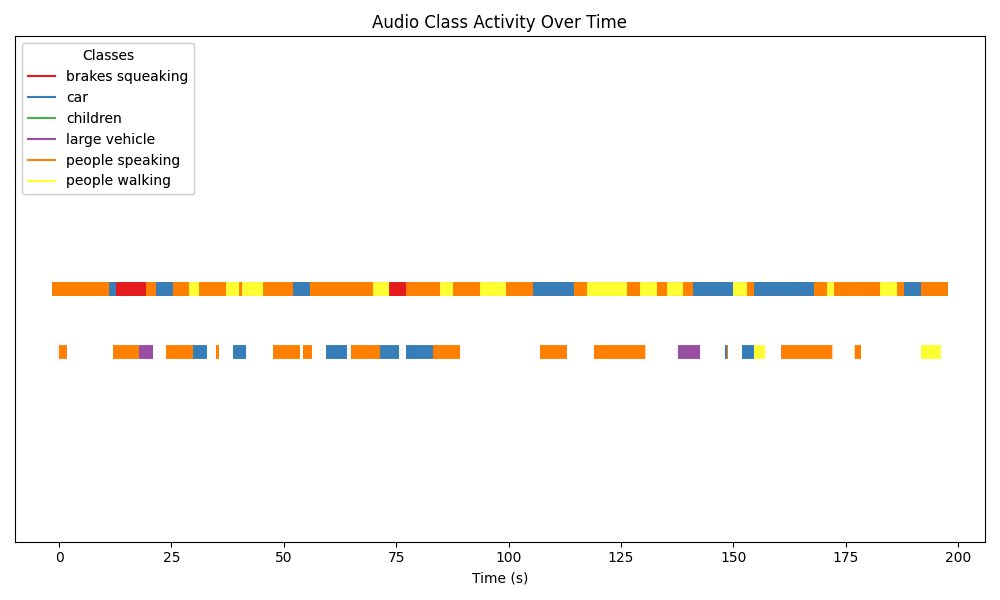 Audio Class Activity Over Time
Classes
brakes squeaking
car
children
large vehicle
people speaking
people walking
0 25 50 75 100 125 150 175 200
Time (s)